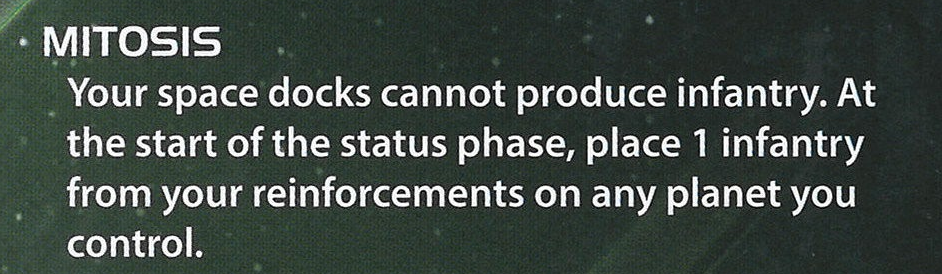 MITOSIS
Your space docks cannot produce infantry. At
the start of the status phase, place 1 infantry
from your reinforcements on any planet you
control.